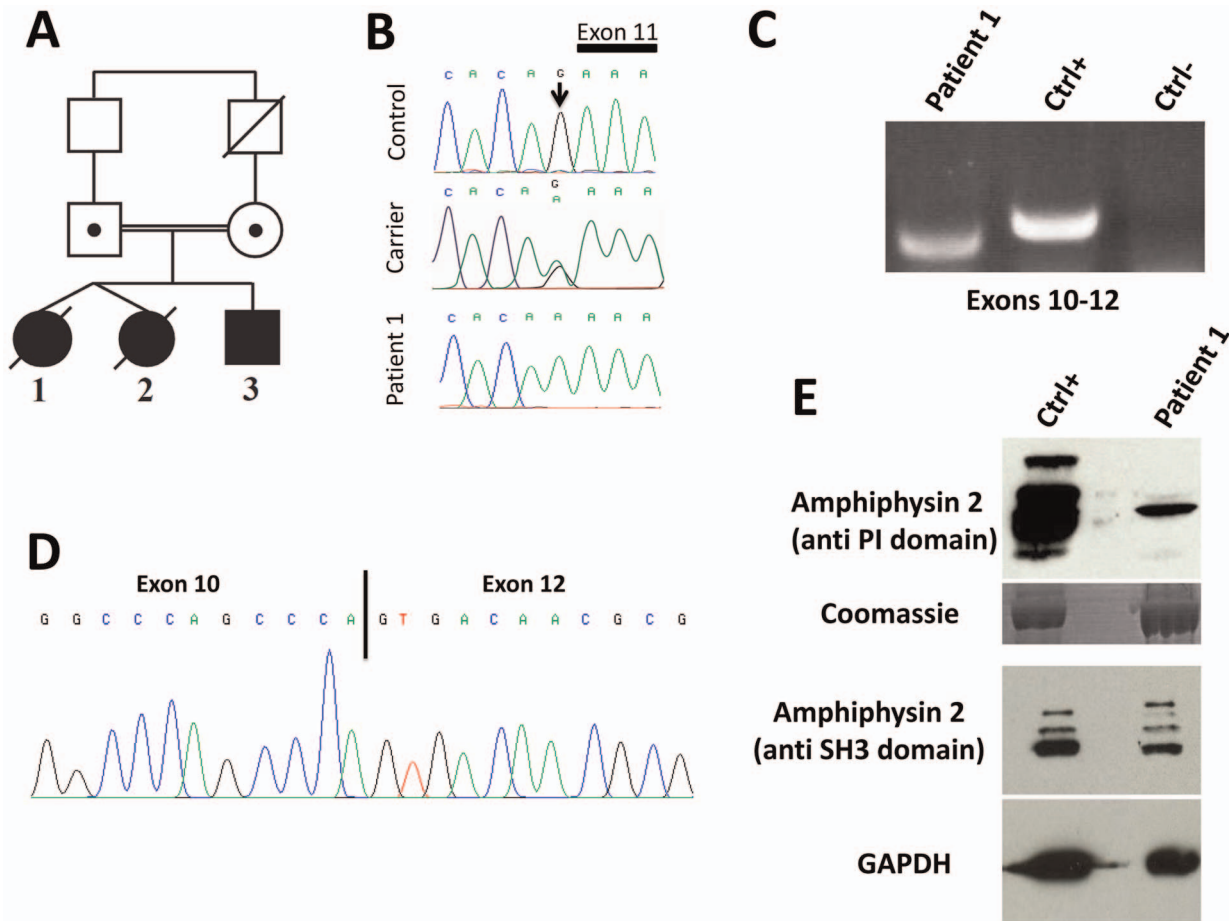 A
1
2
3
B
Exon 11
C A C A G A A A
Control
G
C A C A A A A A
Carrier
C A C A A A A A
Patient 1
C
Patient 1
Ctrl+
Ctrl-
Exons 10-12
D
Exon 10
Exon 12
G G C C C A G C C C A G T G A C A A C G C G
E
Ctrl+
Patient 1
Amphiphysin 2
(anti PI domain)
Coomassie
Amphiphysin 2
(anti SH3 domain)
GAPDH